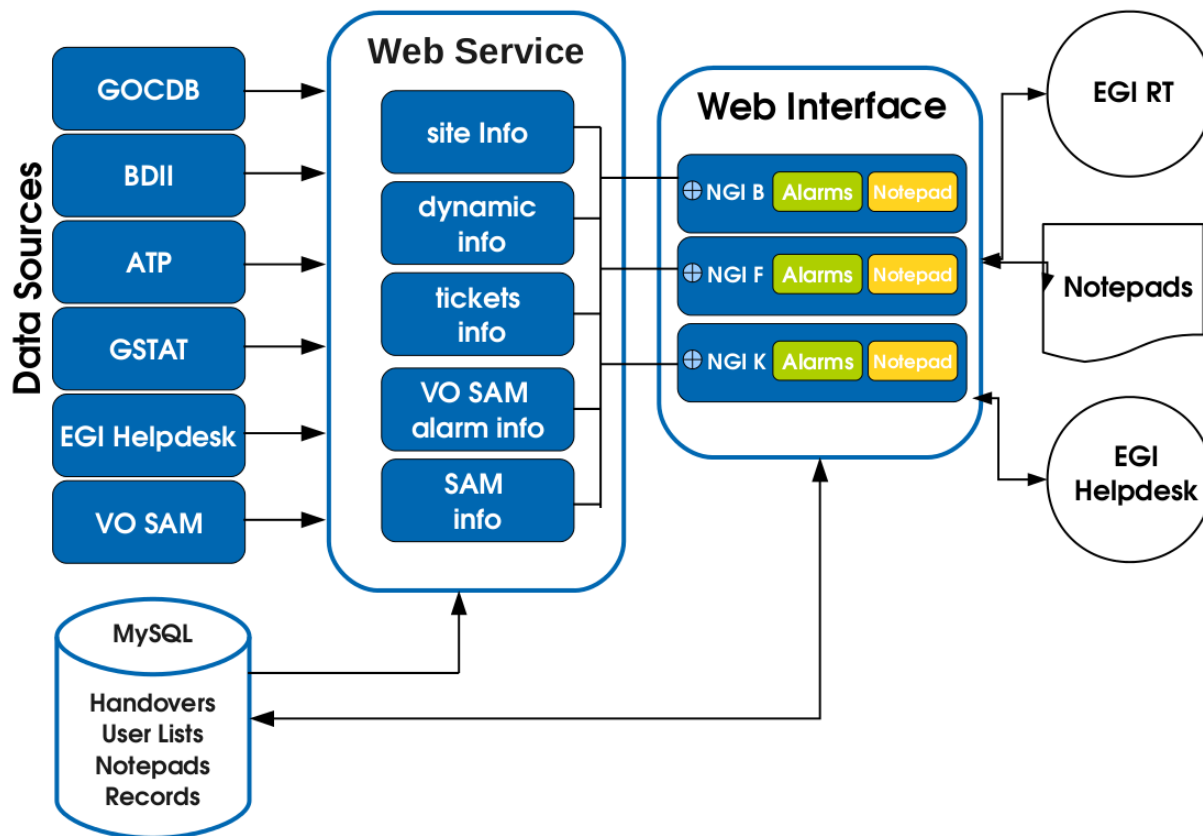 Data Sources
GOCDB
BDII
ATP
GSTAT
EGI Helpdesk
VO SAM
Web Service
site Info
dynamic
info
tickets
info
VO SAM
alarm info
SAM
info
Web Interface
NGI B Alarms Notepad
NGI F Alarms Notepad
NGI K Alarms Notepad
EGI RT
Notepads
EGI
Helpdesk
MySQL
Handovers
User Lists
Notepads
Records